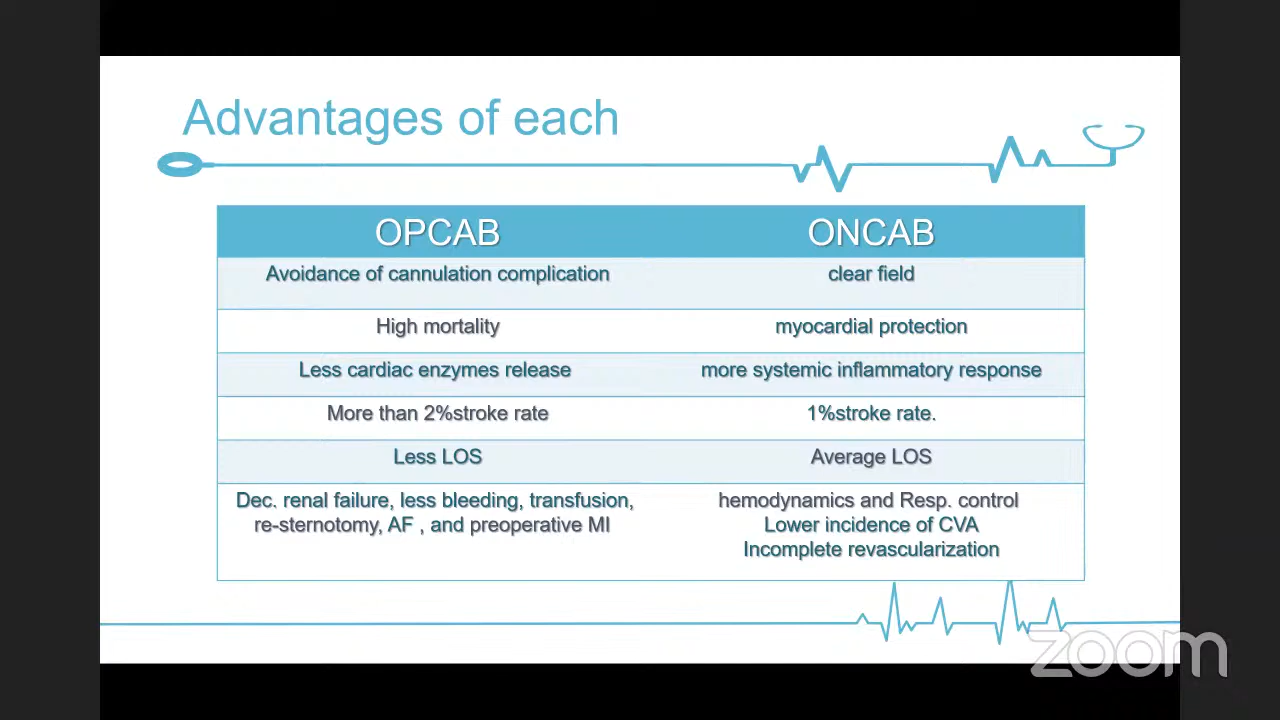 Advantages of each
OPCAB
ONCAB
Avoidance of cannulation complication
clear field
High mortality
myocardial protection
Less cardiac enzymes release
more systemic inflammatory response
More than 2%stroke rate
1%stroke rate.
Less LOS
Average LOS
Dec. renal failure, less bleeding, transfusion,
re-sternotomy, AF , and preoperative MI
hemodynamics and Resp. control
Lower incidence of CVA
Incomplete revascularization
zoom